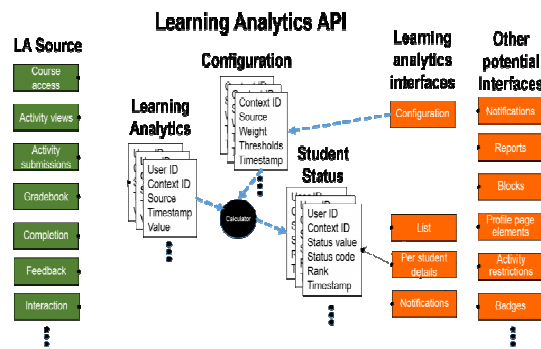 Learning Analytics API
LA Source
Course
access
Activity views
Activity
submissions
Gradebook
Completion
Feedback
Interaction
Learning
Analytics
User ID
Context ID
Source
Timestamp
Value
Configuration
Context ID
Source
Weight
Thresholds
Timestamp
Calculator
Student
Status
User ID
Context ID
Status value
Status code
Rank
Timestamp
Learning
analytics
interfaces
Configuration
List
Per student
details
Notifications
Other
potential
Interfaces
Notifications
Reports
Blocks
Profile page
elements
Activity
restrictions
Badges